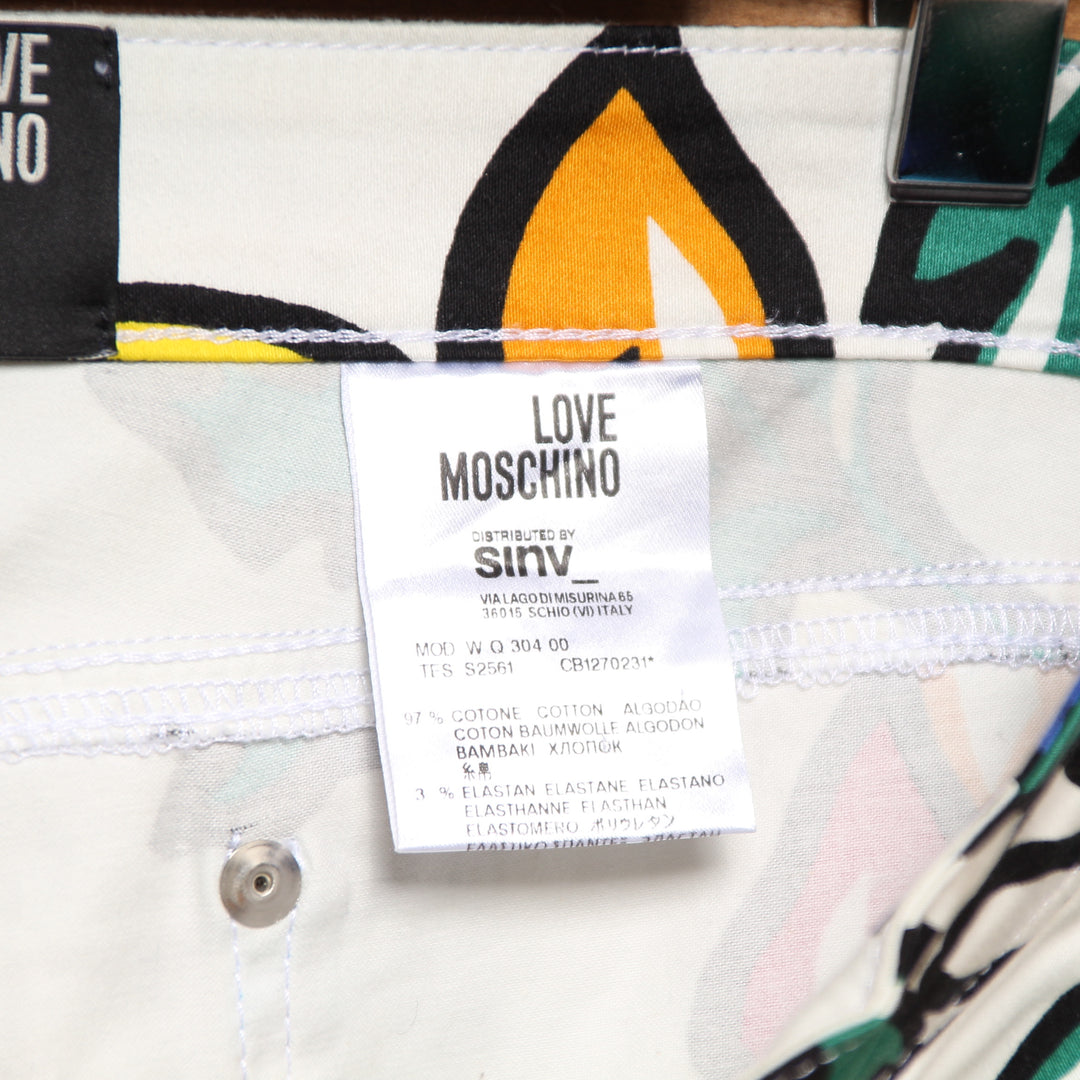 VE
NO
LOVE
MOSCHINO
DISTRIBUTED BY
sinv_
VIA LAGO DI MISURINA 65
36015 SCHIO (VI) ITALY
MOD W Q 304 00
TES S2561 CB1270231*
97 % COTONE COTTON ALGODÃO
COTON BAUMWOLLE ALGODON
BAMBAKI ХЛОПОК
綿
3 % ELASTAN ELASTANE ELASTANO
ELASTHANNE ELASTHAN
ELASTOMERO ポリウレタン